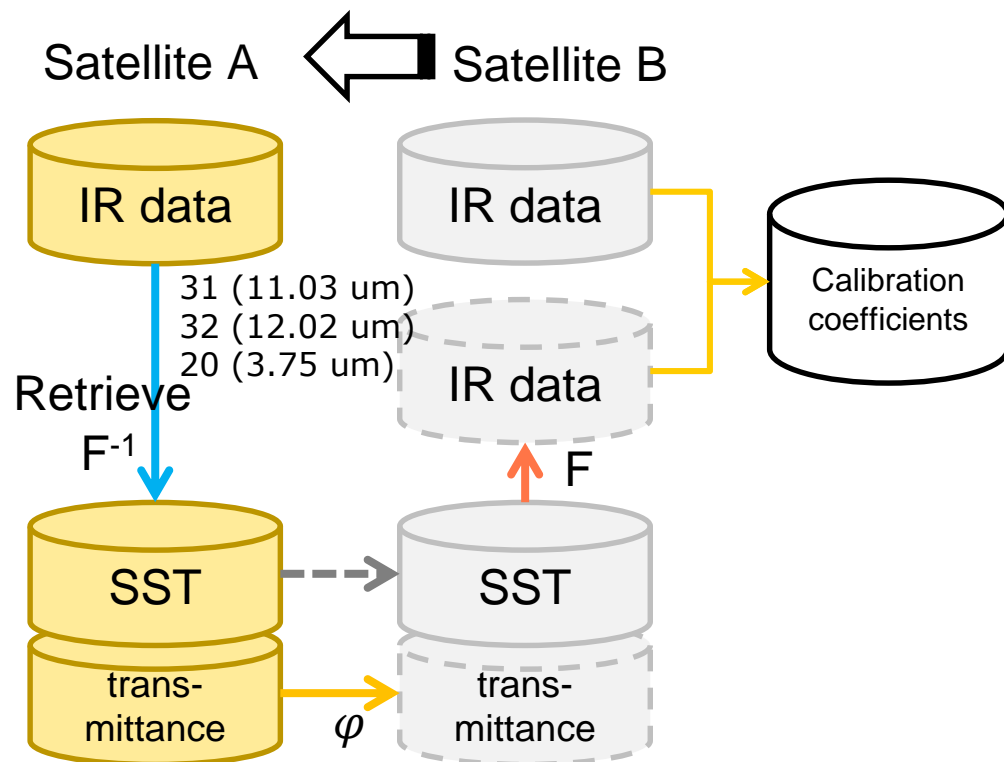 Satellite A
Satellite B
IR data
IR data
31 (11.03 um)
32 (12.02 um)
20 (3.75 um)
Calibration
coefficients
IR data
Retrieve
F-1
F
SST
SST
trans-
mittance
φ
trans-
mittance